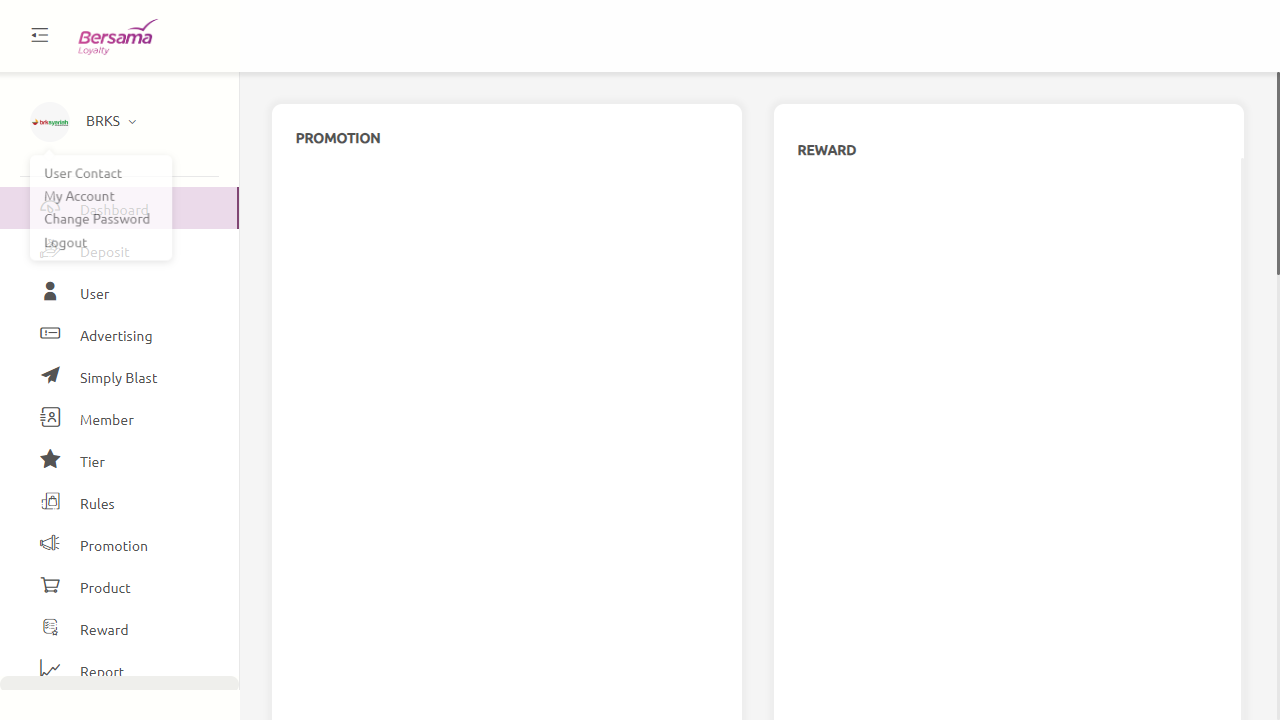 Bersama
Loyalty
brksyariah
BRKS
User Contact
My Account
Dashboard
Change Password
Logout
Deposit
User
Advertising
Simply Blast
Member
Tier
Rules
Promotion
Product
Reward
Report
PROMOTION
REWARD